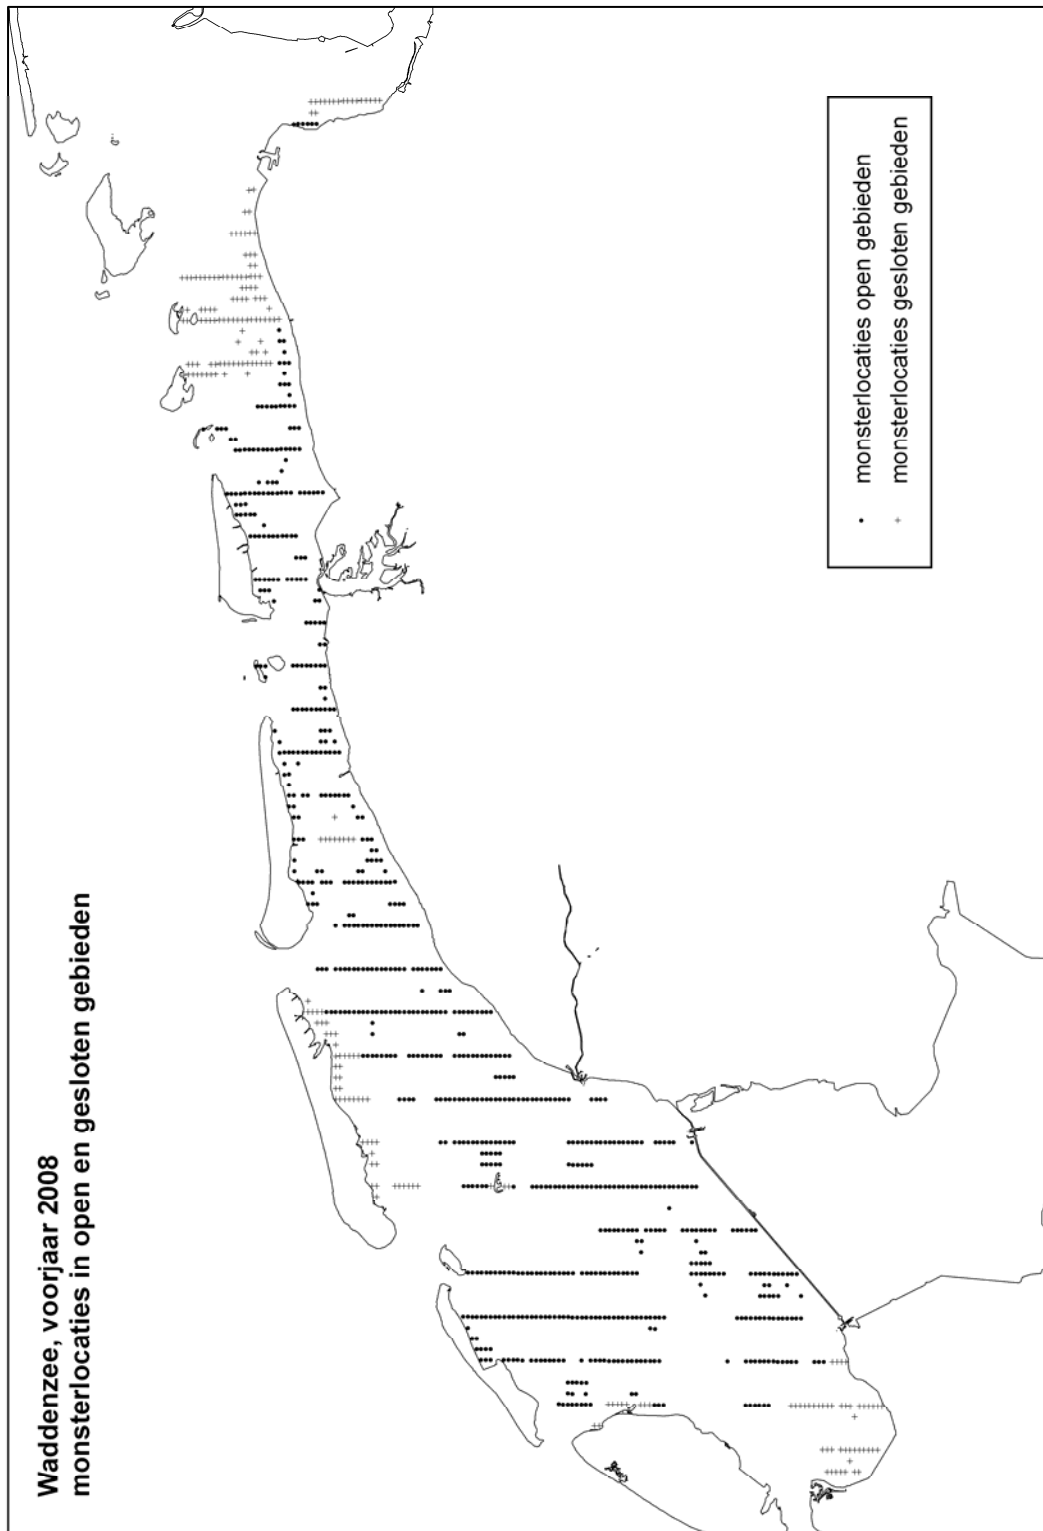 Waddenzee, voorjaar 2008
monsterlocaties in open en gesloten gebieden
monsterlocaties open gebieden
monsterlocaties gesloten gebieden